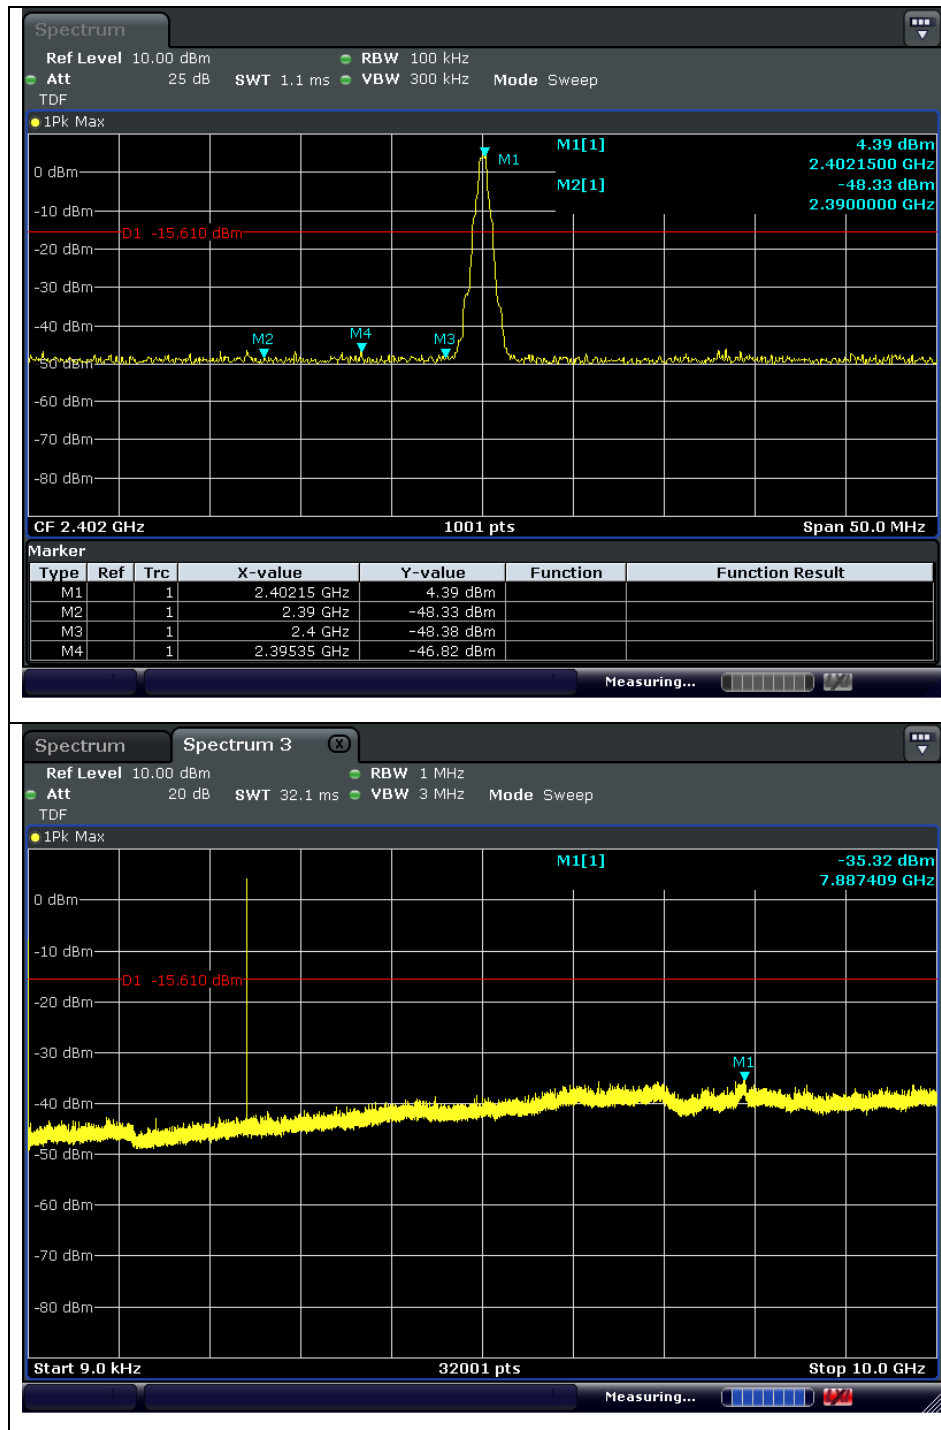 Spectrum
Ref Level 10.00 dBm RBW 100 kHz
Att 25 dB SWT 1.1 ms VBW 300 kHz Mode Sweep
TDF
1Pk Max
M1[1] 4.39 dBm
2.4021500 GHz
M2[1] -48.33 dBm
2.3900000 GHz
M1
0 dBm
-10 dBm
D1 -15.610 dBm
-20 dBm
-30 dBm
-40 dBm
M2 M4 M3
-50 dBm
-60 dBm
-70 dBm
-80 dBm
CF 2.402 GHz 1001 pts Span 50.0 MHz
Marker
Type Ref Trc X-value Y-value Function Function Result
M1 1 2.40215 GHz 4.39 dBm
M2 1 2.39 GHz -48.33 dBm
M3 1 2.4 GHz -48.38 dBm
M4 1 2.39535 GHz -46.82 dBm
Measuring...
Spectrum Spectrum 3 X
Ref Level 10.00 dBm RBW 1 MHz
Att 20 dB SWT 32.1 ms VBW 3 MHz Mode Sweep
TDF
1Pk Max
M1[1] -35.32 dBm
7.887409 GHz
0 dBm
-10 dBm
D1 -15.610 dBm
-20 dBm
-30 dBm
M1
-40 dBm
-50 dBm
-60 dBm
-70 dBm
-80 dBm
Start 9.0 kHz 32001 pts Stop 10.0 GHz
Measuring...